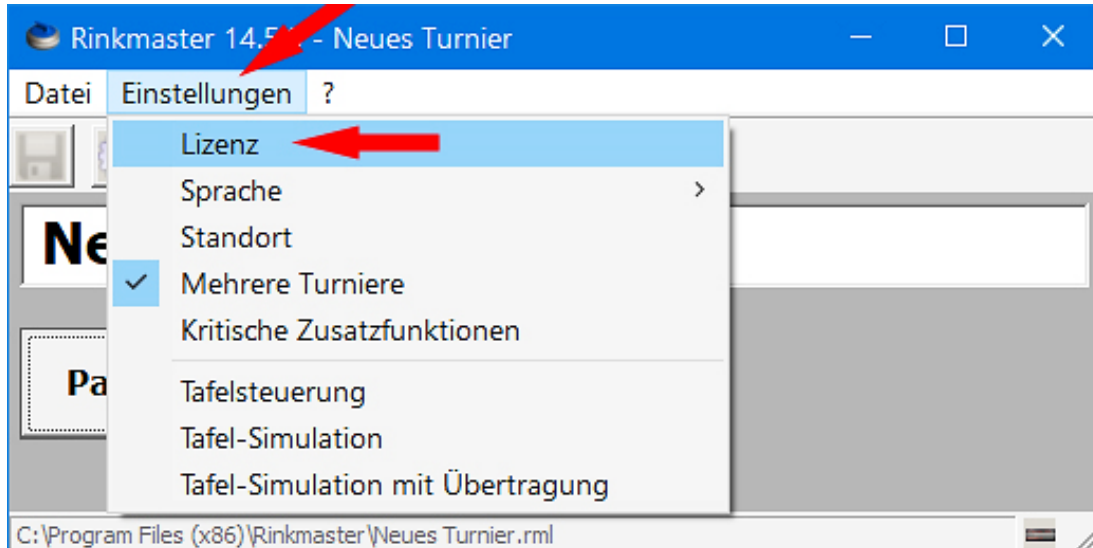 Rinkmaster 14.5 - Neues Turnier
Datei Einstellungen ?
Lizenz
Sprache
Standort
Mehrere Turniere
Kritische Zusatzfunktionen
Tafelsteuerung
Tafel-Simulation
Tafel-Simulation mit Übertragung
C:\Program Files (x86)\Rinkmaster\Neues Turnier.rml